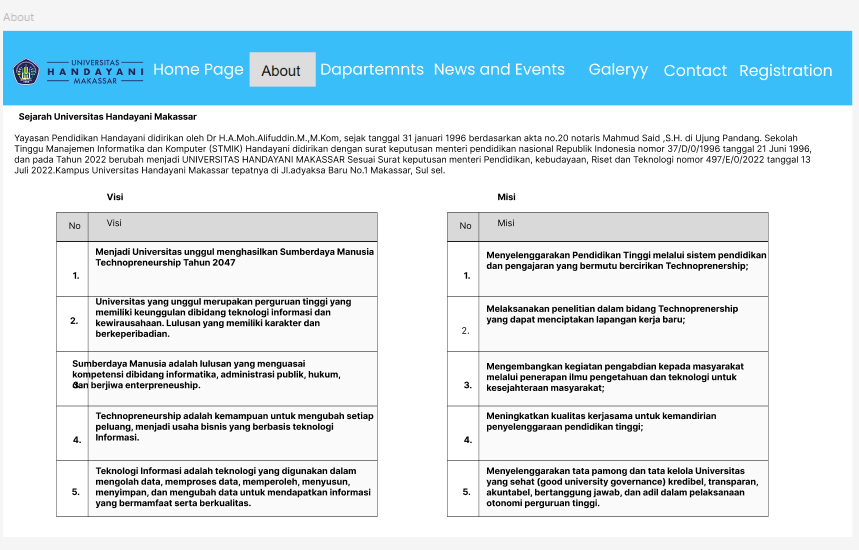 About
UNIVERSITAS
HANDAYANI
MAKASSAR
Home Page About Dapartemnts News and Events Galeryy Contact Registration
Sejarah Universitas Handayani Makassar
Yayasan Pendidikan Handayani didirikan oleh Dr H.A.Moh.Alifuddin.M.,M.Kom, sejak tanggal 31 januari 1996 berdasarkan akta no.20 notaris Mahmud Said ,S.H. di Ujung Pandang. Sekolah
Tinggu Manajemen Informatika dan Komputer (STMIK) Handayani didirikan dengan surat keputusan menteri pendidikan nasional Republik Indonesia nomor 37/D/0/1996 tanggal 21 Juni 1996,
dan pada Tahun 2022 berubah menjadi UNIVERSITAS HANDAYANI MAKASSAR Sesuai Surat keputusan menteri Pendidikan, kebudayaan, Riset dan Teknologi nomor 497/E/0/2022 tanggal 13
Juli 2022.Kampus Universitas Handayani Makassar tepatnya di Jl.adyaksa Baru No.1 Makassar, Sul sel.
Visi
No Visi
1. Menjadi Universitas unggul menghasilkan Sumberdaya Manusia
Technopreneurship Tahun 2047
2. Universitas yang unggul merupakan perguruan tinggi yang
memiliki keunggulan dibidang teknologi informasi dan
kewirausahaan. Lulusan yang memiliki karakter dan
berkeperibadian.
3. Sumberdaya Manusia adalah lulusan yang menguasai
kompetensi dibidang informatika, administrasi publik, hukum,
dan berjiwa enterpreneuship.
4. Technopreneurship adalah kemampuan untuk mengubah setiap
peluang, menjadi usaha bisnis yang berbasis teknologi
Informasi.
5. Teknologi Informasi adalah teknologi yang digunakan dalam
mengolah data, memproses data, memperoleh, menyusun,
menyimpan, dan mengubah data untuk mendapatkan informasi
yang bermamfaat serta berkualitas.
Misi
No Misi
1. Menyelenggarakan Pendidikan Tinggi melalui sistem pendidikan
dan pengajaran yang bermutu bercirikan Technoprenership;
2. Melaksanakan penelitian dalam bidang Technoprenership
yang dapat menciptakan lapangan kerja baru;
3. Mengembangkan kegiatan pengabdian kepada masyarakat
melalui penerapan ilmu pengetahuan dan teknologi untuk
kesejahteraan masyarakat;
4. Meningkatkan kualitas kerjasama untuk kemandirian
penyelenggaraan pendidikan tinggi;
5. Menyelenggarakan tata pamong dan tata kelola Universitas
yang sehat (good university governance) kredibel, transparan,
akuntabel, bertanggung jawab, dan adil dalam pelaksanaan
otonomi perguruan tinggi.